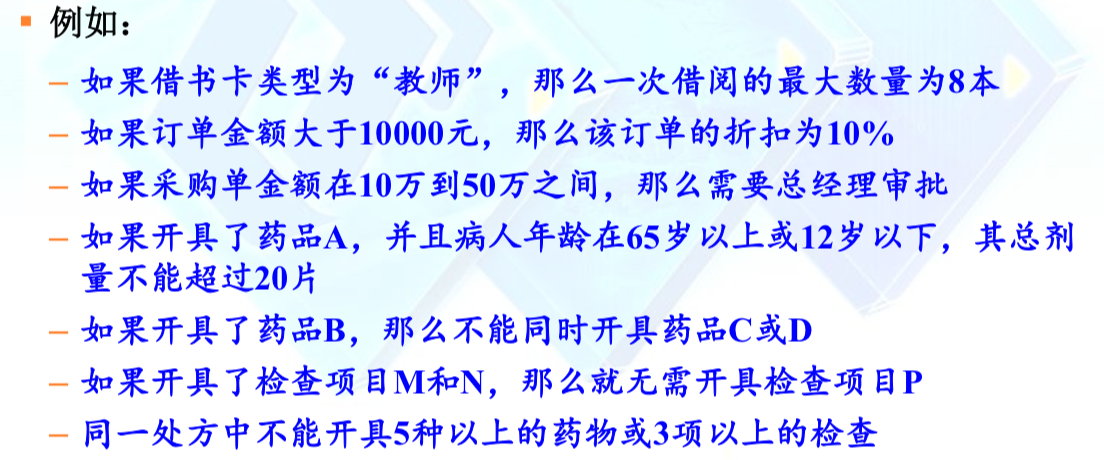 例如：
– 如果借书卡类型为“教师”，那么一次借阅的最大数量为8本
– 如果订单金额大于10000元，那么该订单的折扣为10%
– 如果采购单金额在10万到50万之间，那么需要总经理审批
– 如果开具了药品A，并且病人年龄在65岁以上或12岁以下，其总剂
量不能超过20片
– 如果开具了药品B，那么不能同时开具药品C或D
– 如果开具了检查项目M和N，那么就无需开具检查项目P
– 同一处方中不能开具5种以上的药物或3项以上的检查